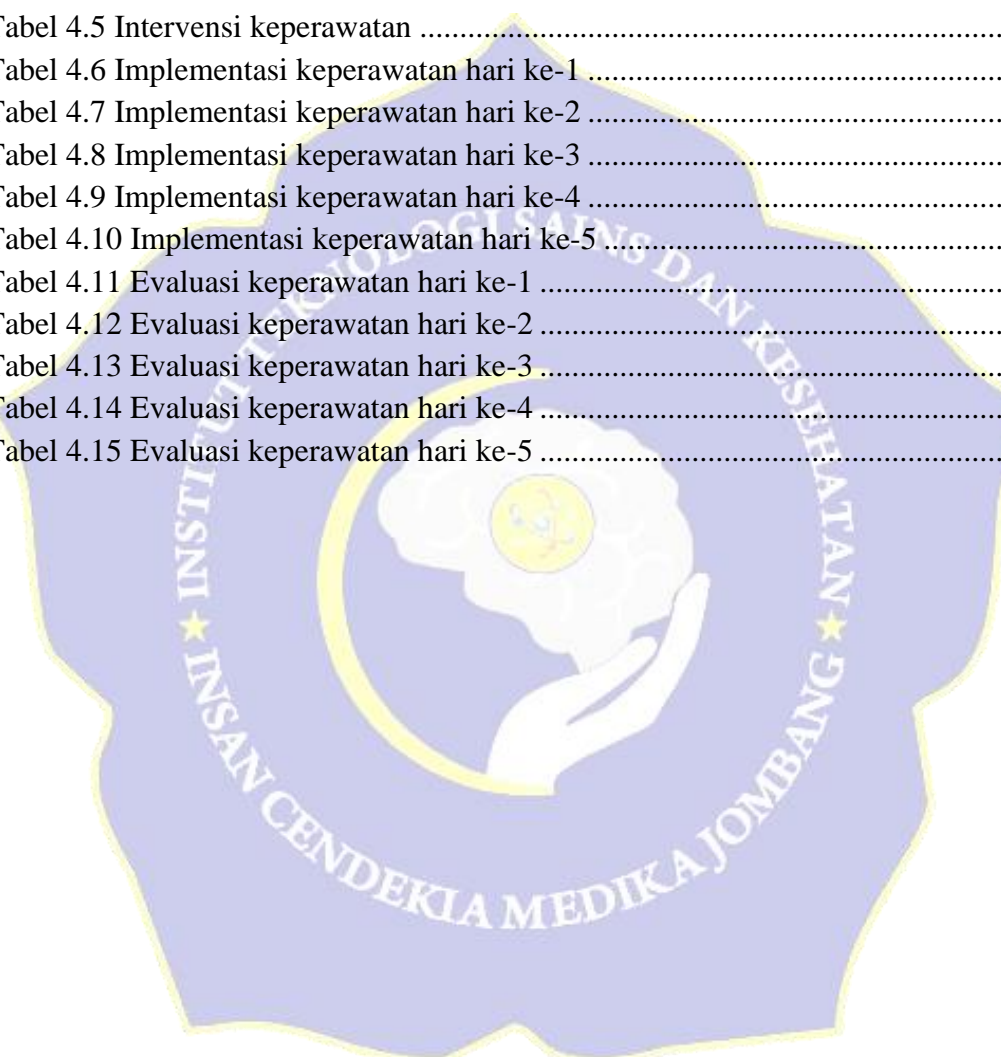 Tabel 4.5 Intervensi keperawatan ..........................................................................................
Tabel 4.6 Implementasi keperawatan hari ke-1 ................................................................
Tabel 4.7 Implementasi keperawatan hari ke-2 ................................................................
Tabel 4.8 Implementasi keperawatan hari ke-3 ................................................................
Tabel 4.9 Implementasi keperawatan hari ke-4 ................................................................
Tabel 4.10 Implementasi keperawatan hari ke-5 ..............................................................
Tabel 4.11 Evaluasi keperawatan hari ke-1 ......................................................................
Tabel 4.12 Evaluasi keperawatan hari ke-2 ......................................................................
Tabel 4.13 Evaluasi keperawatan hari ke-3 ......................................................................
Tabel 4.14 Evaluasi keperawatan hari ke-4 ......................................................................
Tabel 4.15 Evaluasi keperawatan hari ke-5 ......................................................................
INSTITUT TEKNOLOGI SAINS DAN KESEHATAN
INSAN CENDEKIA MEDIKA JOMBANG